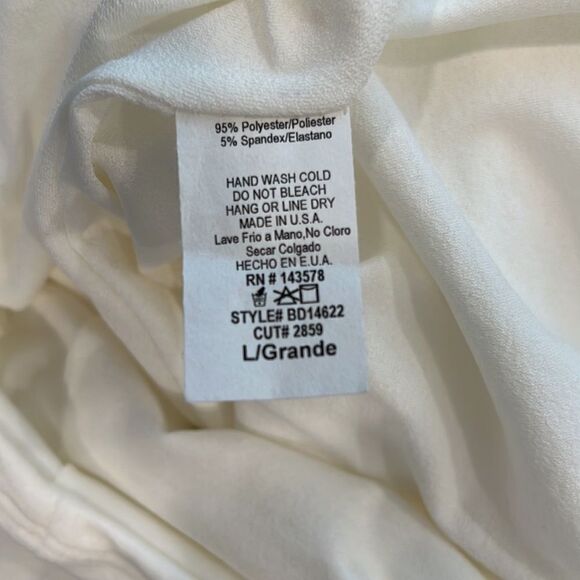 95% Polyester/Poliester
5% Spandex/Elastano
HAND WASH COLD
DO NOT BLEACH
HANG OR LINE DRY
MADE IN U.S.A.
Lave Frio a Mano,No Cloro
Secar Colgado
HECHO EN E.U.A.
RN # 143578
STYLE# BD14622
CUT# 2859
L/Grande